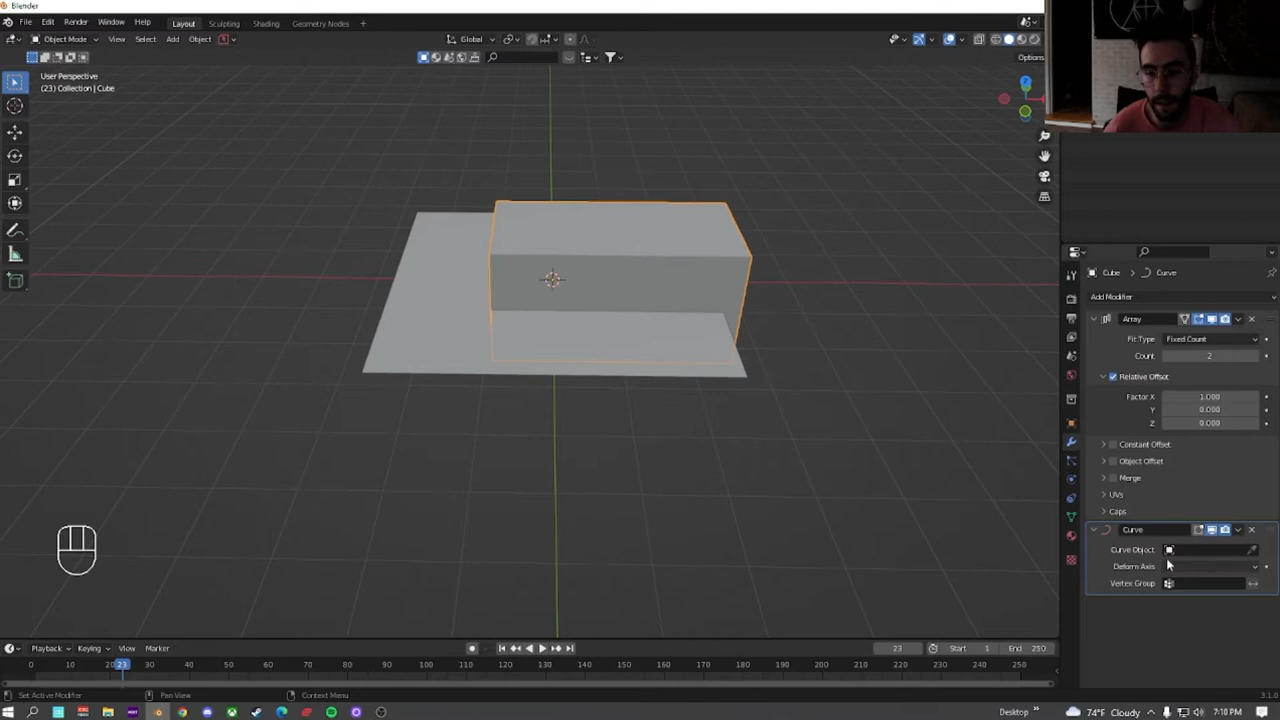 Blender
File Edit Render Window Help Layout Sculpting Shading Geometry Nodes +
Object Mode View Select Add Object Global
Options
User Perspective
(23) Collection | Cube
Z
Cube Curve
Add Modifier
Array
Fit Type Fixed Count
Count 2
Relative Offset
Factor X 1.000
Y 0.000
Z 0.000
Constant Offset
Object Offset
Merge
UVs
Caps
Curve
Curve Object
Deform Axis
Vertex Group
Playback Keying View Marker 23 Start 1 End 250
0 10 20 23 30 40 50 60 70 80 90 100 110 120 130 140 150 160 170 180 190 200 210 220 230 240 250
Set Active Modifier Pan View Context Menu 3.1.0
Desktop 74°F Cloudy 7:10 PM